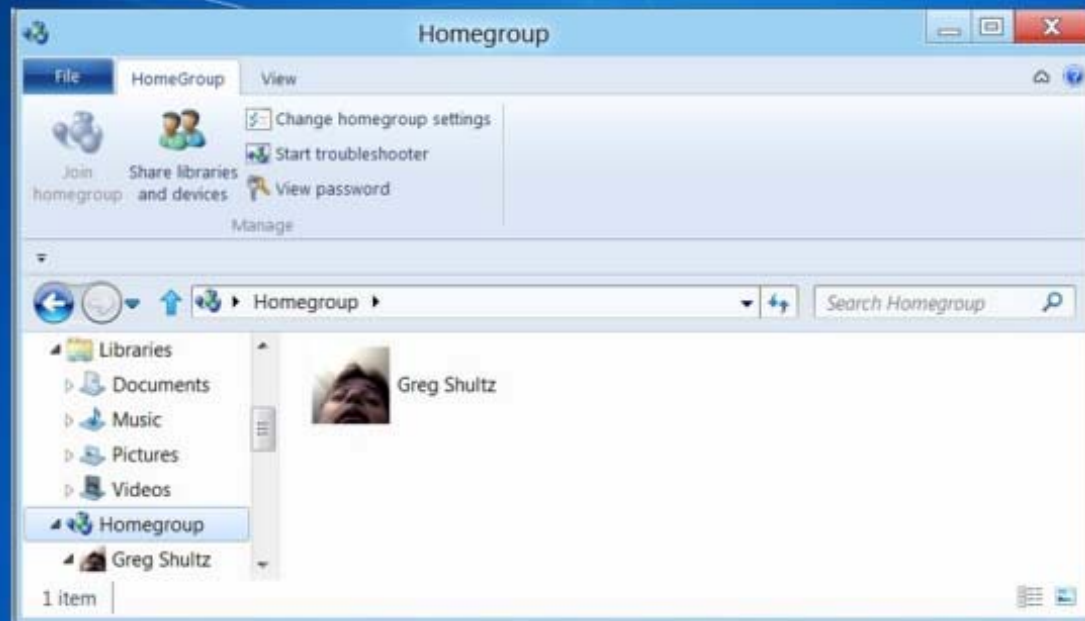 Homegroup
File HomeGroup View
Join homegroup
Share libraries and devices
Change homegroup settings
Start troubleshooter
View password
Manage
Homegroup
Search Homegroup
Libraries
Documents
Music
Pictures
Videos
Homegroup
Greg Shultz
Greg Shultz
1 item